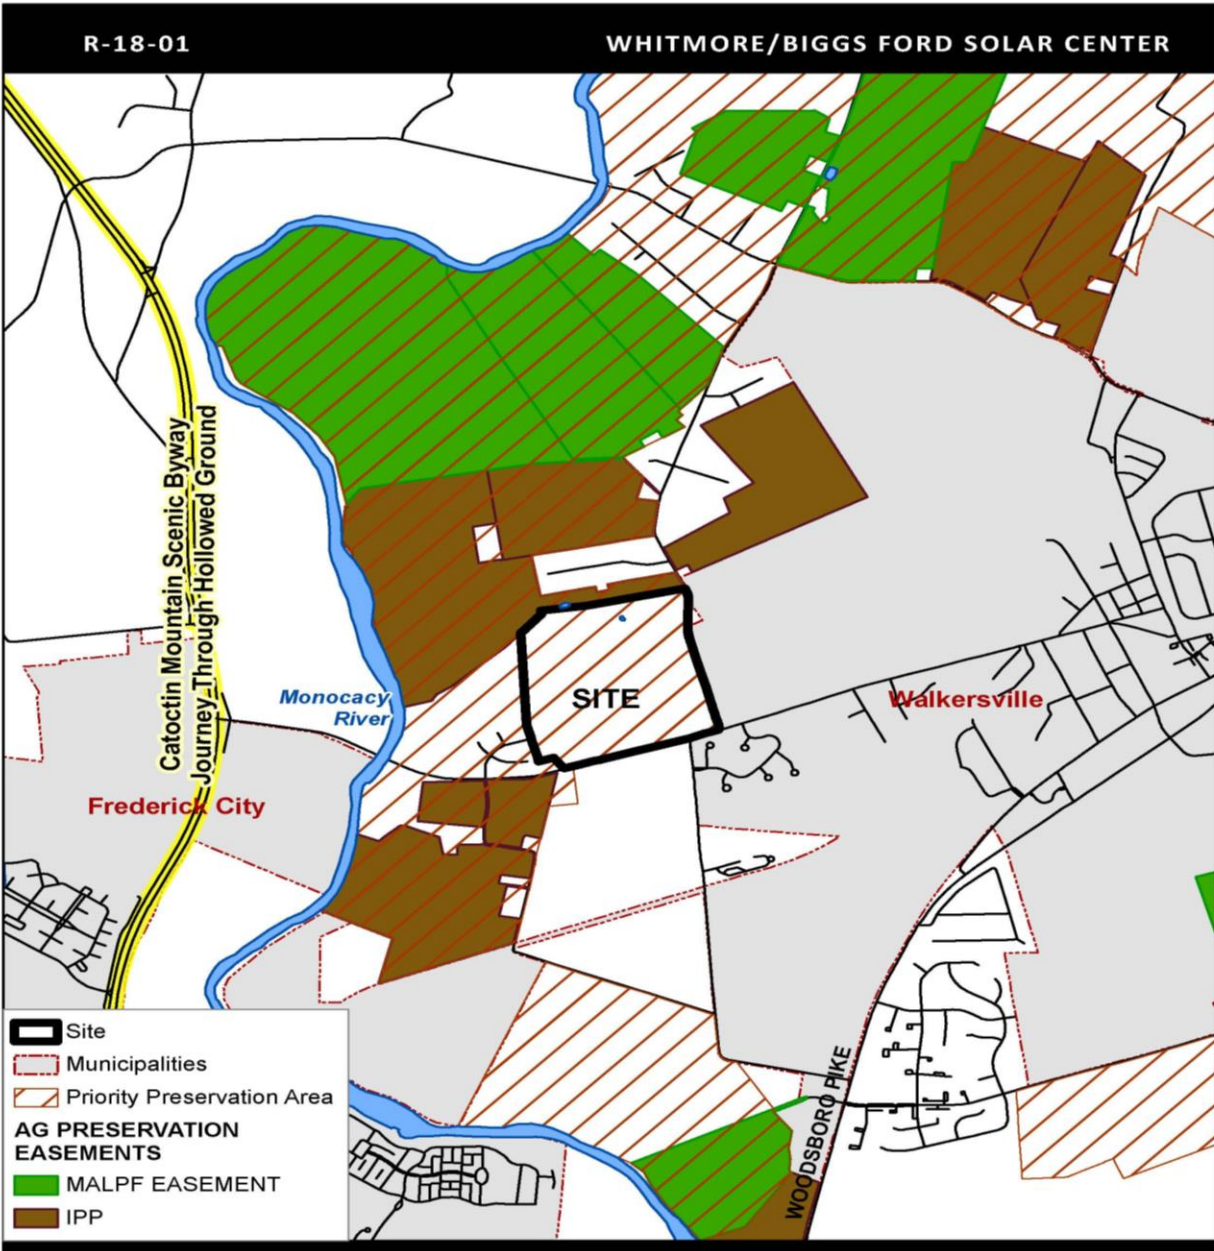 R-18-01
WHITMORE/BIGGS FORD SOLAR CENTER
Catoctin Mountain Scenic Byway
Journey Through Hollowed Ground
Monocacy
River
SITE
Walkersville
Frederick City
WOODSBORO PIKE
Site
Municipalities
Priority Preservation Area
AG PRESERVATION
EASEMENTS
MALPF EASEMENT
IPP